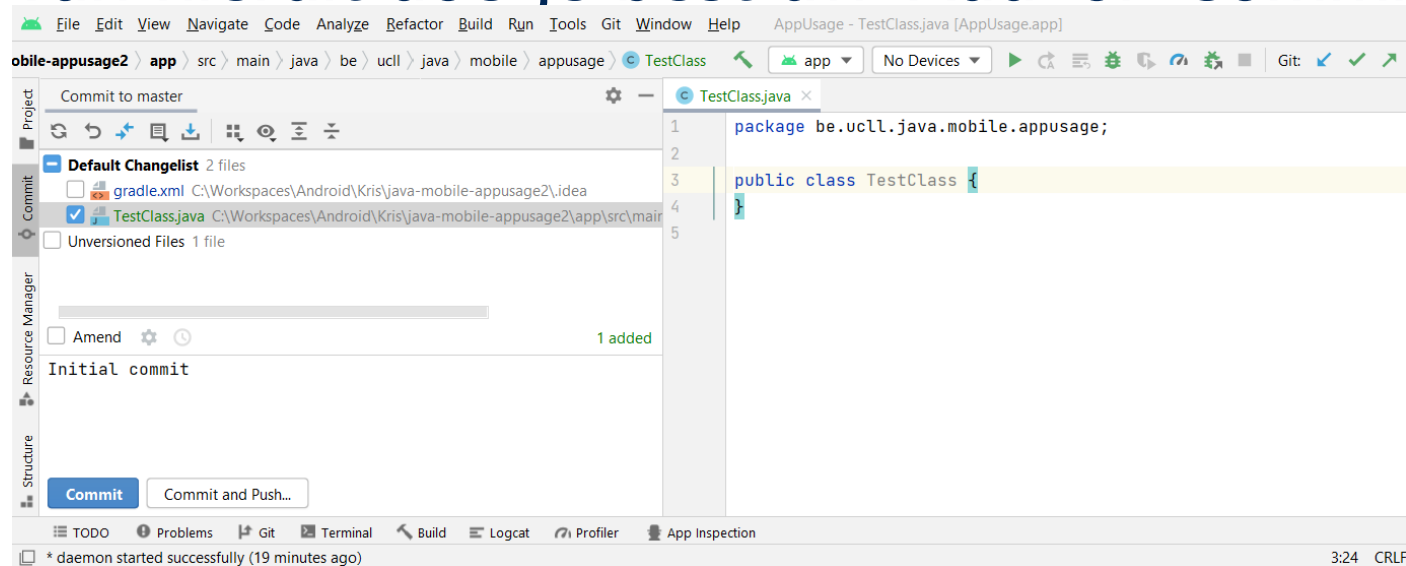 File Edit View Navigate Code Analyze Refactor Build Run Tools Git Window Help AppUsage - TestClass.java [AppUsage.app]
obile-appusage2 〉 app 〉 src 〉 main 〉 java 〉 be 〉 ucll 〉 java 〉 mobile 〉 appusage 〉 C TestClass app No Devices Git:
Project
Commit
Resource Manager
Structure
Commit to master
Default Changelist 2 files
gradle.xml C:\Workspaces\Android\Kris\java-mobile-appusage2\.idea
TestClass.java C:\Workspaces\Android\Kris\java-mobile-appusage2\app\src\main
Unversioned Files 1 file
Amend 1 added
Initial commit
Commit Commit and Push...
C TestClass.java ×
1 package be.ucll.java.mobile.appusage;
2
3 public class TestClass {
4 }
5
TODO Problems Git Terminal Build Logcat Profiler App Inspection
* daemon started successfully (19 minutes ago) 3:24 CRLF